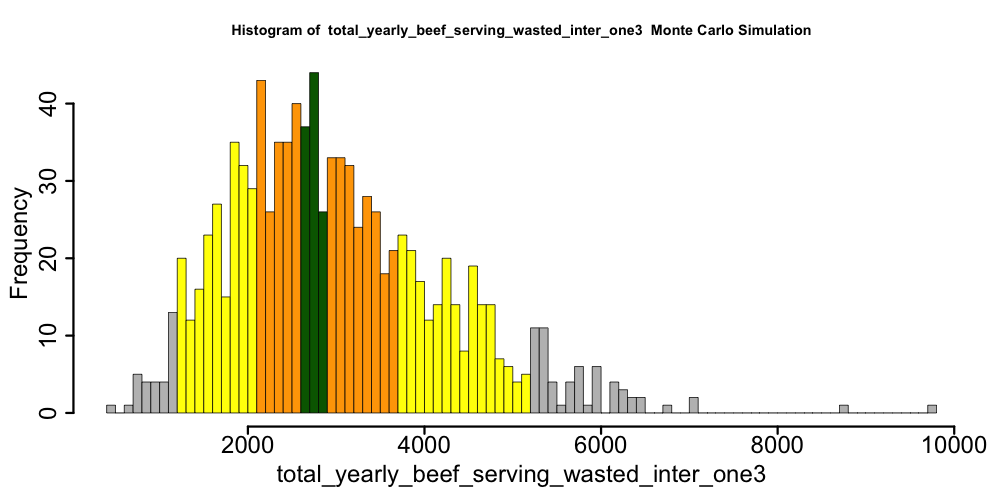 Histogram of  total_yearly_beef_serving_wasted_inter_one3  Monte Carlo Simulation
Frequency
40
30
20
10
0
2000 4000 6000 8000 10000
total_yearly_beef_serving_wasted_inter_one3